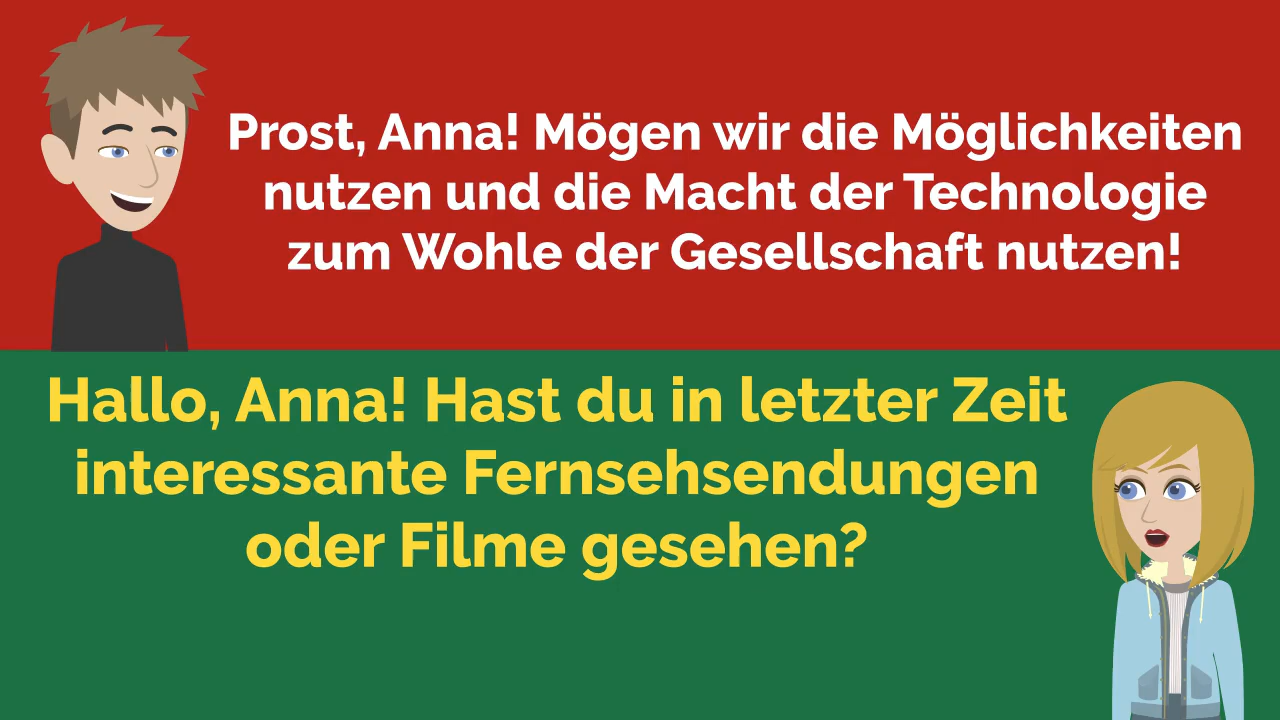 Prost, Anna! Mögen wir die Möglichkeiten
nutzen und die Macht der Technologie
zum Wohle der Gesellschaft nutzen!
Hallo, Anna! Hast du in letzter Zeit
interessante Fernsehsendungen
oder Filme gesehen?